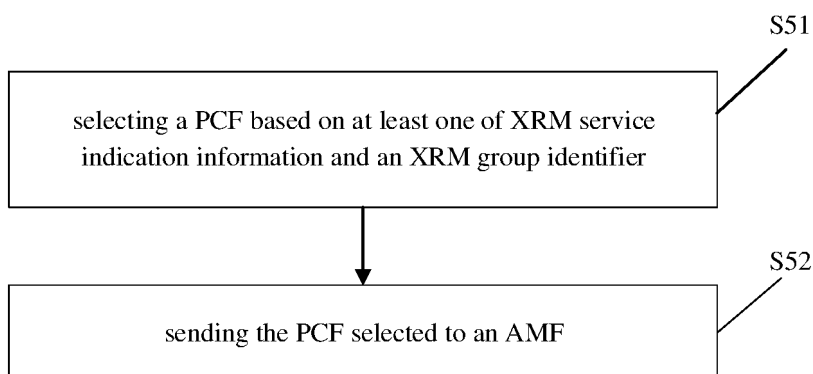 S51
selecting a PCF based on at least one of XRM service
indication information and an XRM group identifier
S52
sending the PCF selected to an AMF